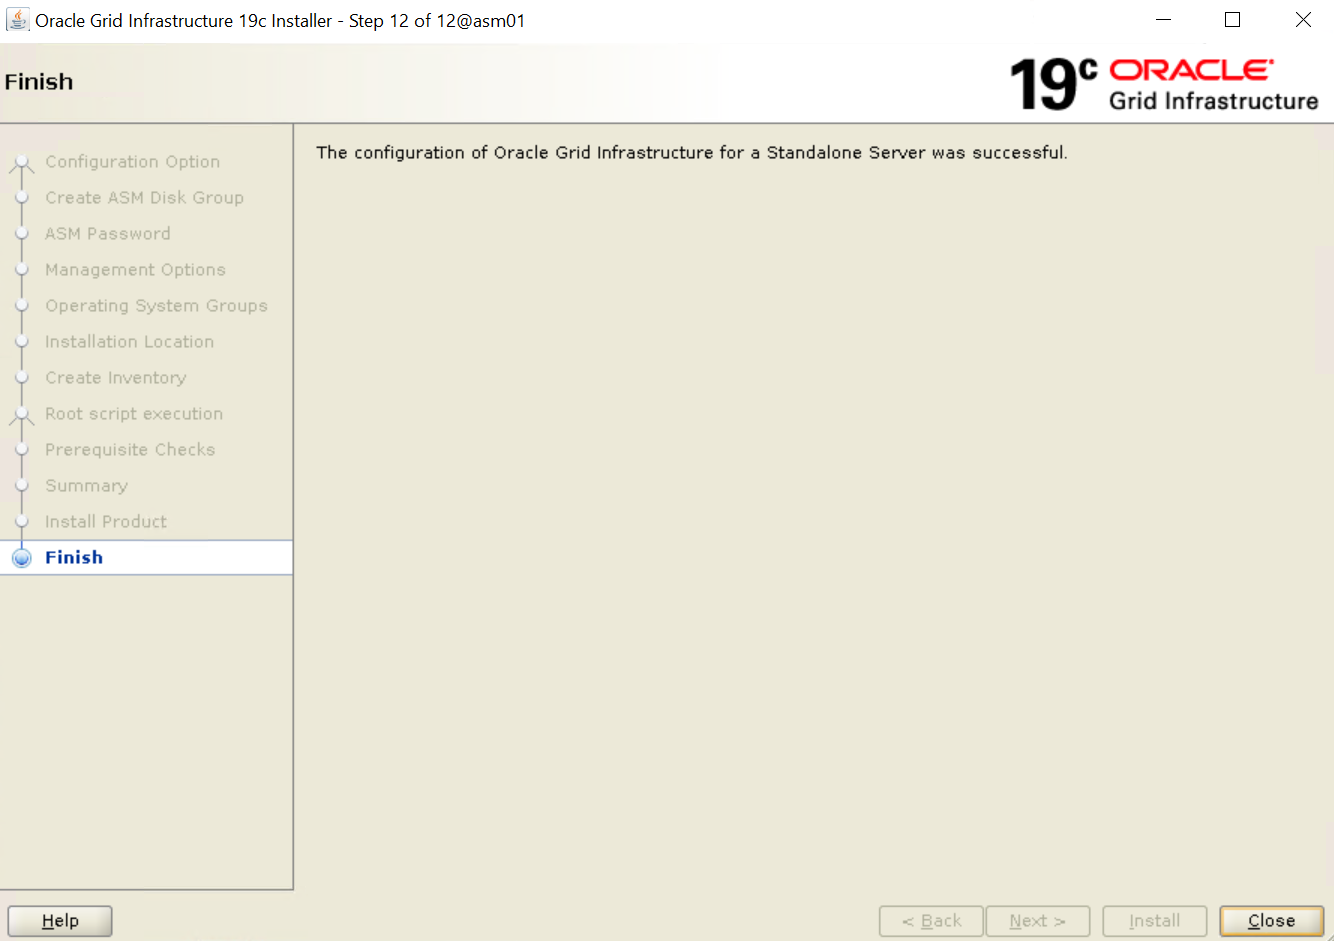 Oracle Grid Infrastructure 19c Installer - Step 12 of 12@asm01
Finish
19c ORACLE
Grid Infrastructure
Configuration Option
Create ASM Disk Group
ASM Password
Management Options
Operating System Groups
Installation Location
Create Inventory
Root script execution
Prerequisite Checks
Summary
Install Product
Finish
The configuration of Oracle Grid Infrastructure for a Standalone Server was successful.
Help
< Back
Next >
Install
Close